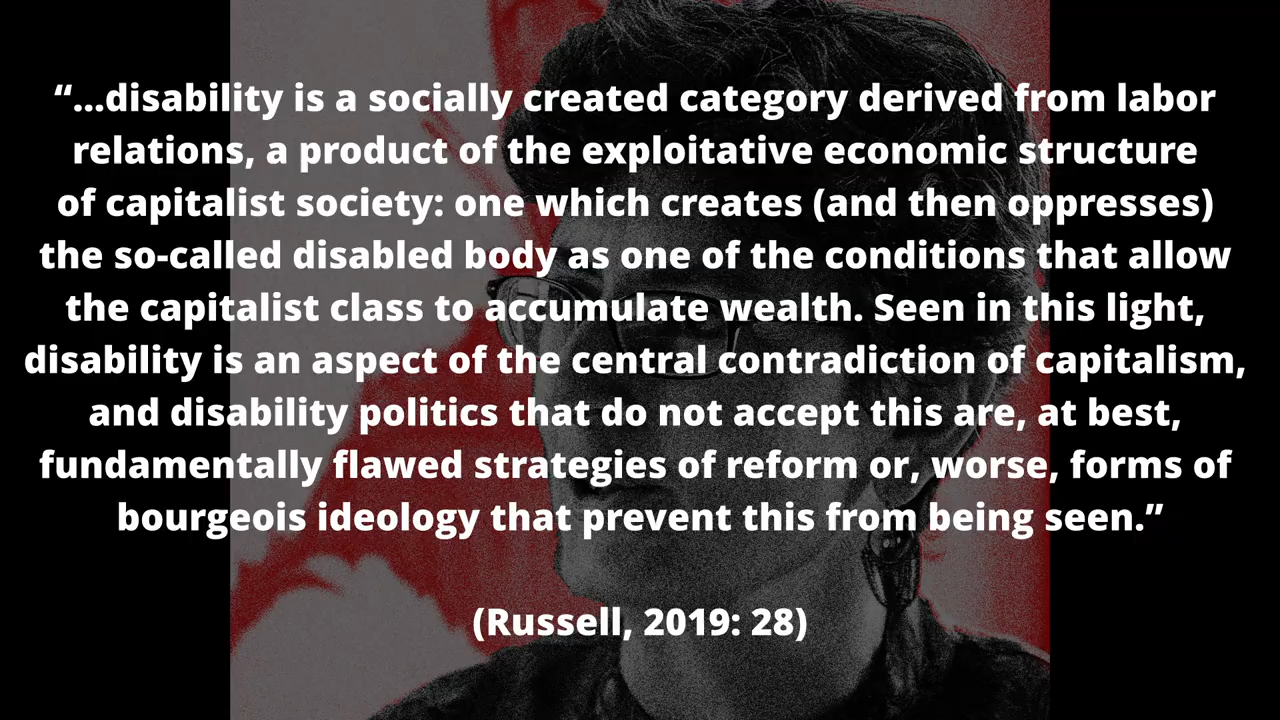 “...disability is a socially created category derived from labor
relations, a product of the exploitative economic structure
of capitalist society: one which creates (and then oppresses)
the so-called disabled body as one of the conditions that allow
the capitalist class to accumulate wealth. Seen in this light,
disability is an aspect of the central contradiction of capitalism,
and disability politics that do not accept this are, at best,
fundamentally flawed strategies of reform or, worse, forms of
bourgeois ideology that prevent this from being seen.”
(Russell, 2019: 28)